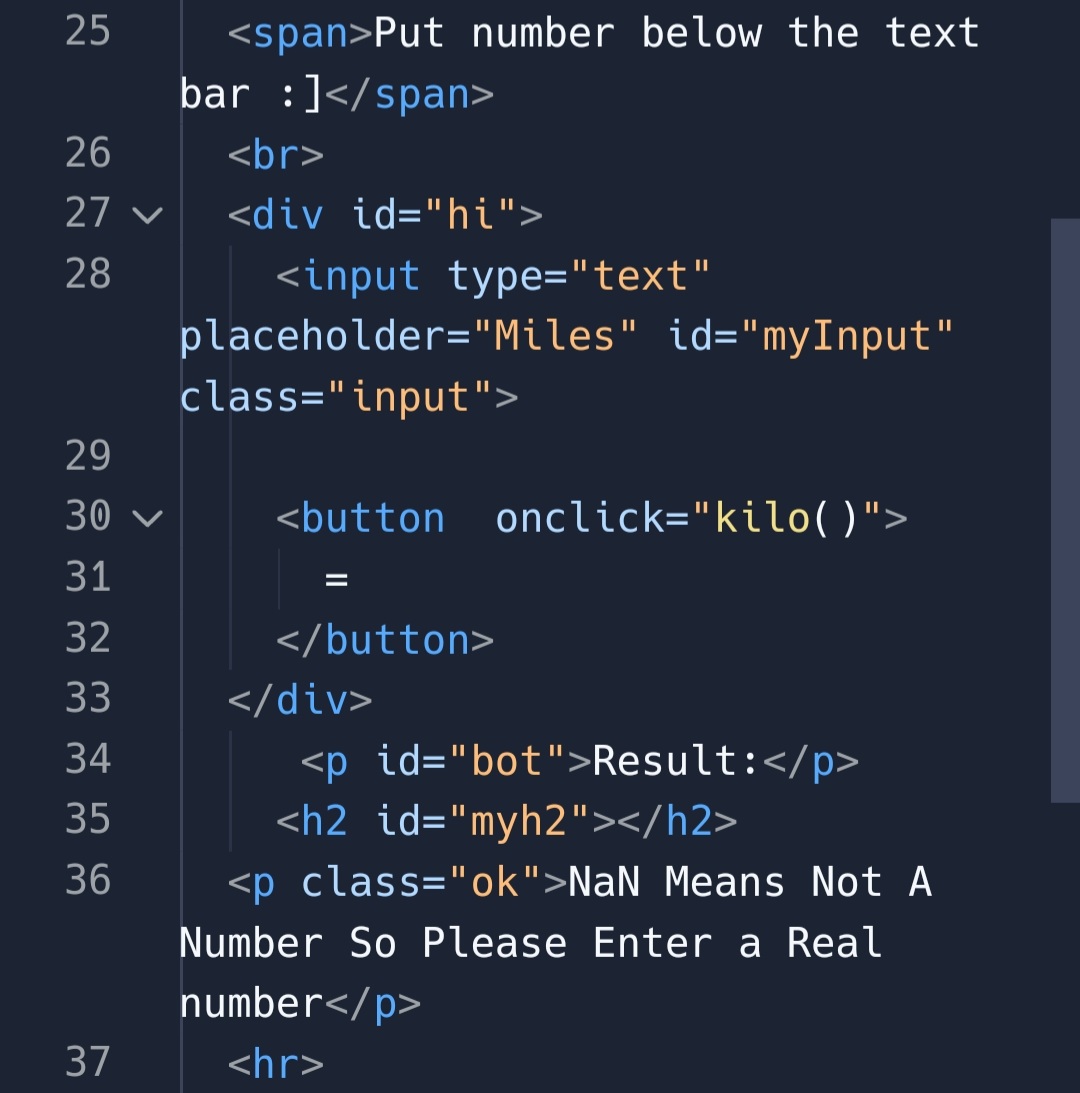 25 <span>Put number below the text
bar :]</span>
26 <br>
27 <div id="hi">
28 <input type="text"
placeholder="Miles" id="myInput"
class="input">
29
30 <button  onclick="kilo()">
31 =
32 </button>
33 </div>
34 <p id="bot">Result:</p>
35 <h2 id="myh2"></h2>
36 <p class="ok">NaN Means Not A
Number So Please Enter a Real
number</p>
37 <hr>